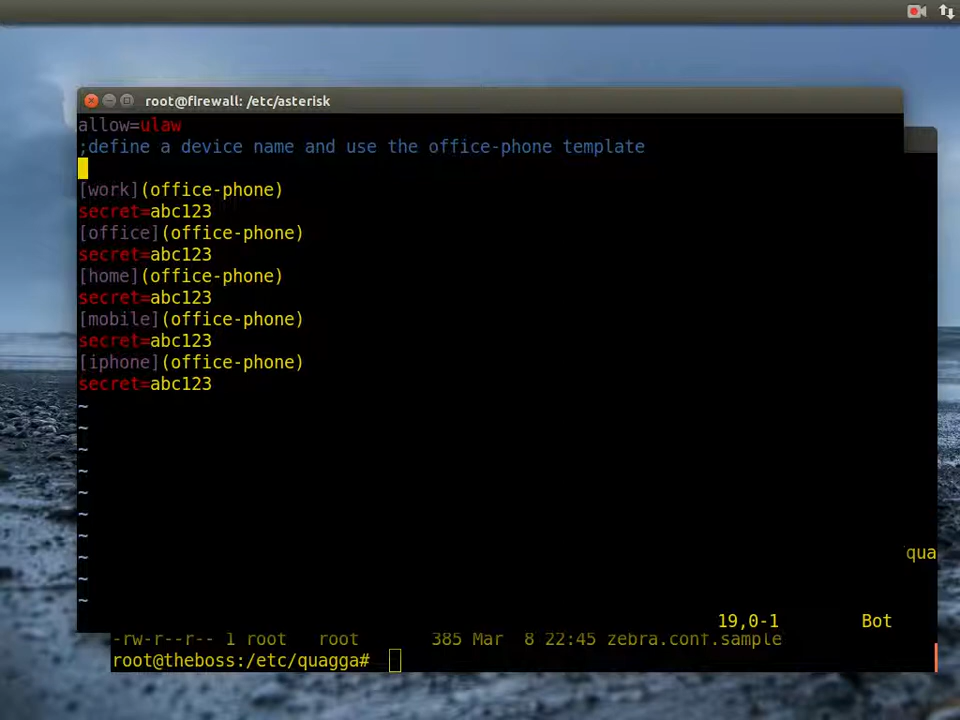 root@firewall: /etc/asterisk
allow=ulaw
;define a device name and use the office-phone template
[work](office-phone)
secret=abc123
[office](office-phone)
secret=abc123
[home](office-phone)
secret=abc123
[mobile](office-phone)
secret=abc123
[iphone](office-phone)
secret=abc123
~
~
~
~
~
~
~
~
~
~
qua
19,0-1 Bot
-rw-r--r-- 1 root root 385 Mar 8 22:45 zebra.conf.sample
root@theboss:/etc/quagga#